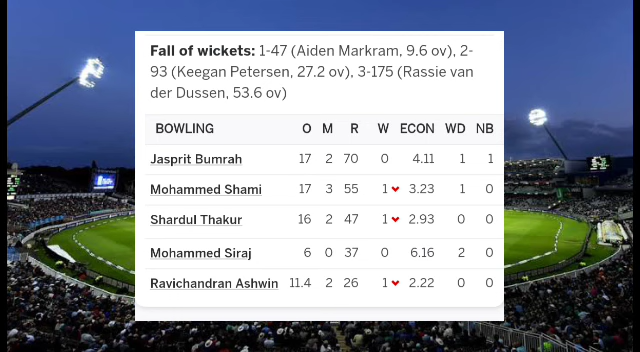 Fall of wickets: 1-47 (Aiden Markram, 9.6 ov), 2-
93 (Keegan Petersen, 27.2 ov), 3-175 (Rassie van
der Dussen, 53.6 ov)
BOWLING O M R W ECON WD NB
Jasprit Bumrah 17 2 70 0 4.11 1 1
Mohammed Shami 17 3 55 1 3.23 1 0
Shardul Thakur 16 2 47 1 2.93 0 0
Mohammed Siraj 6 0 37 0 6.16 2 0
Ravichandran Ashwin 11.4 2 26 1 2.22 0 0